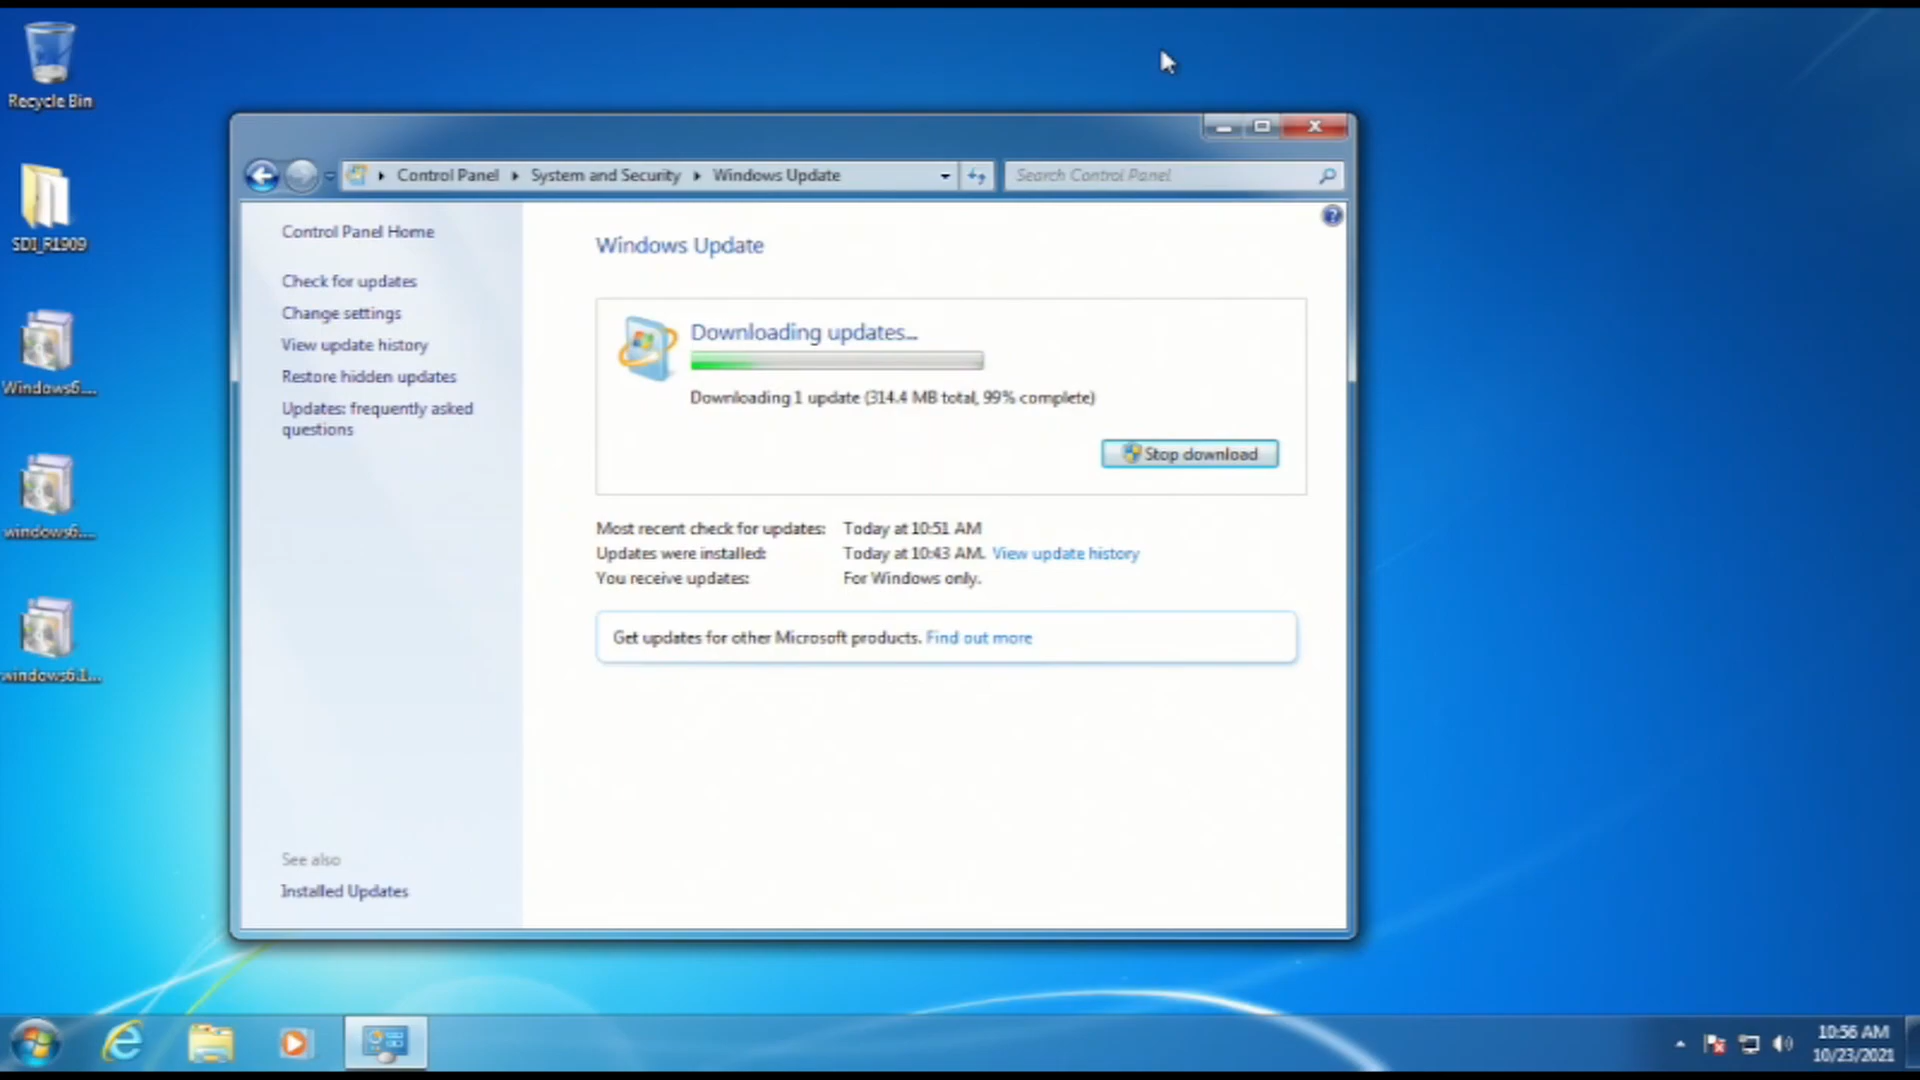 Recycle Bin
SDI_R1909
Windows6....
windows6....
windows6.1...
Control Panel
System and Security
Windows Update
Search Control Panel
Control Panel Home
Check for updates
Change settings
View update history
Restore hidden updates
Updates: frequently asked
questions
See also
Installed Updates
Windows Update
Downloading updates...
Downloading 1 update (314.4 MB total, 99% complete)
Stop download
Most recent check for updates: Today at 10:51 AM
Updates were installed: Today at 10:43 AM. View update history
You receive updates: For Windows only.
Get updates for other Microsoft products. Find out more
10:56 AM
10/23/2021